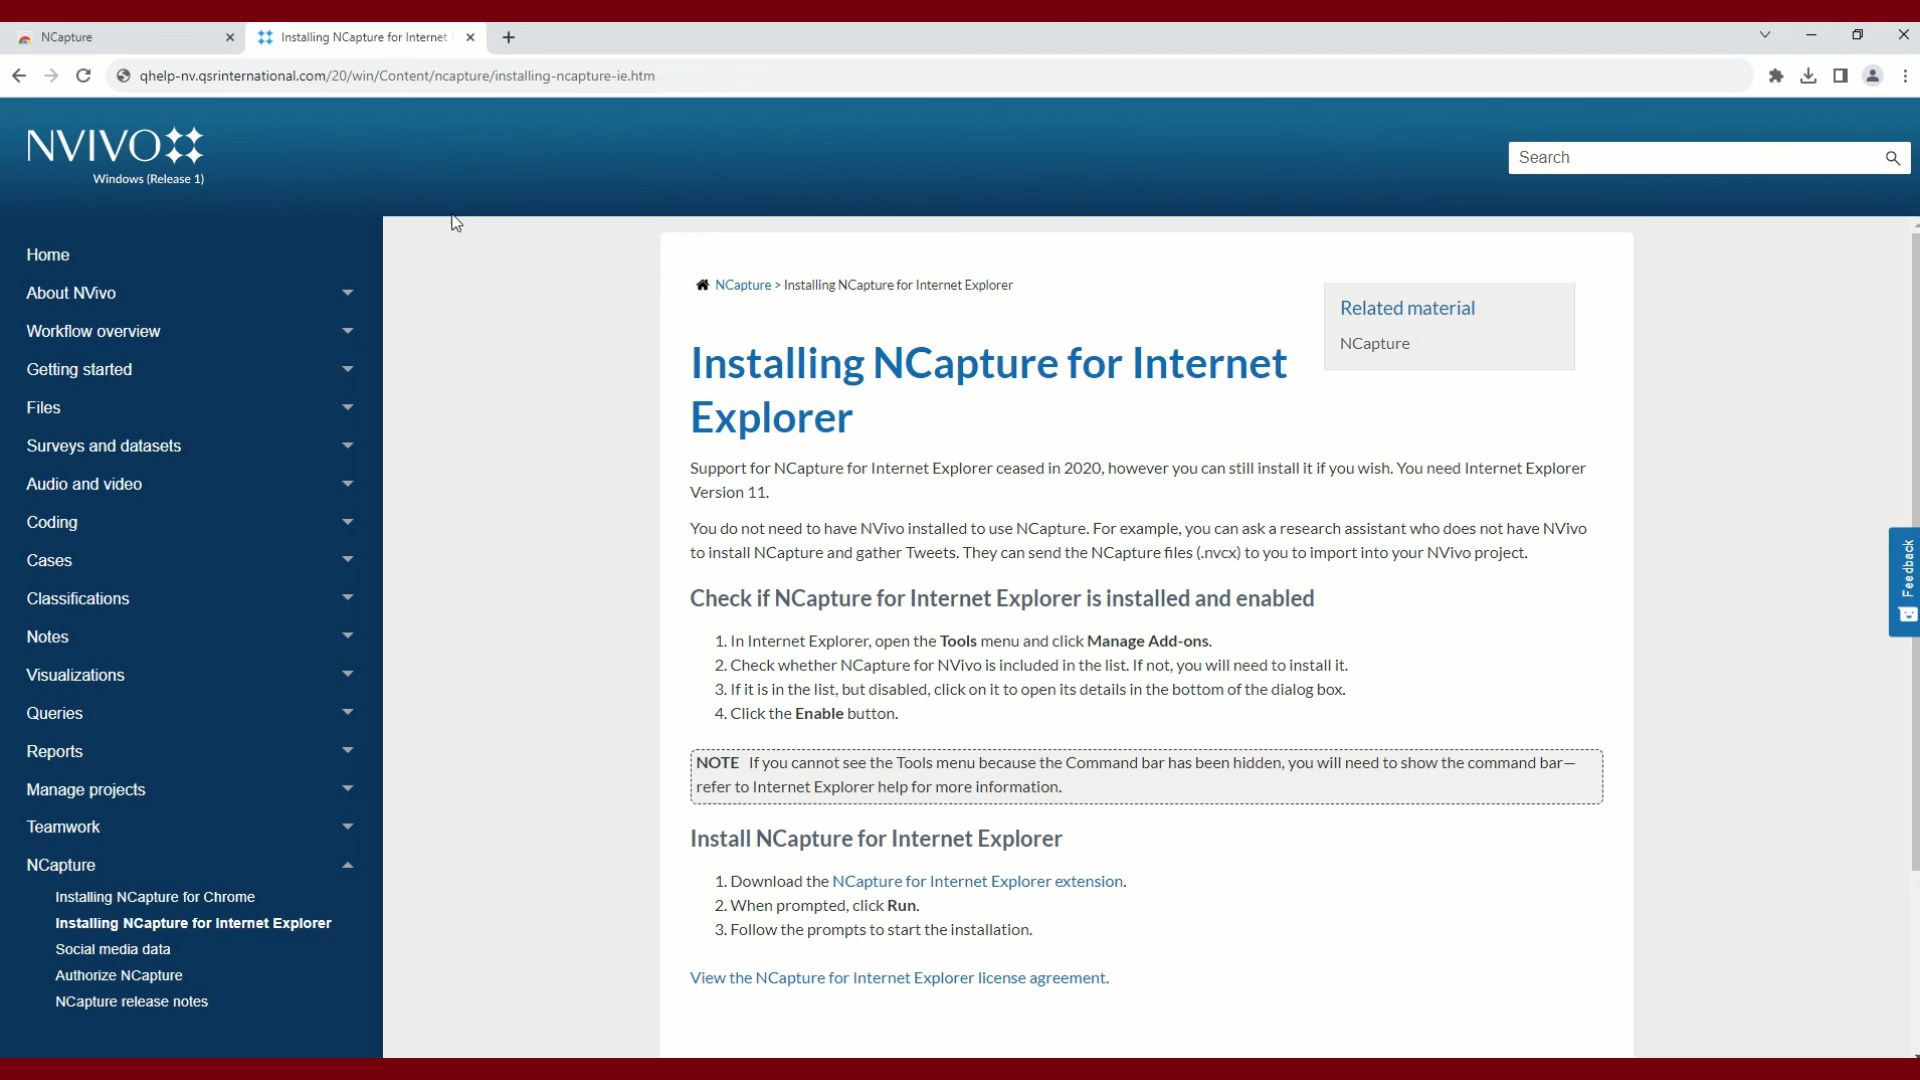 NCapture
Installing NCapture for Internet
qhelp-nv.qsrinternational.com/20/win/Content/ncapture/installing-ncapture-ie.htm
NVIVO
Windows (Release 1)
Search
Home
About NVivo
Workflow overview
Getting started
Files
Surveys and datasets
Audio and video
Coding
Cases
Classifications
Notes
Visualizations
Queries
Reports
Manage projects
Teamwork
NCapture
Installing NCapture for Chrome
Installing NCapture for Internet Explorer
Social media data
Authorize NCapture
NCapture release notes
NCapture > Installing NCapture for Internet Explorer
Related material
NCapture
Installing NCapture for Internet
Explorer
Support for NCapture for Internet Explorer ceased in 2020, however you can still install it if you wish. You need Internet Explorer
Version 11.
You do not need to have NVivo installed to use NCapture. For example, you can ask a research assistant who does not have NVivo
to install NCapture and gather Tweets. They can send the NCapture files (.nvcx) to you to import into your NVivo project.
Check if NCapture for Internet Explorer is installed and enabled
1. In Internet Explorer, open the Tools menu and click Manage Add-ons.
2. Check whether NCapture for NVivo is included in the list. If not, you will need to install it.
3. If it is in the list, but disabled, click on it to open its details in the bottom of the dialog box.
4. Click the Enable button.
NOTE If you cannot see the Tools menu because the Command bar has been hidden, you will need to show the command bar—
refer to Internet Explorer help for more information.
Install NCapture for Internet Explorer
1. Download the NCapture for Internet Explorer extension.
2. When prompted, click Run.
3. Follow the prompts to start the installation.
View the NCapture for Internet Explorer license agreement.
Feedback